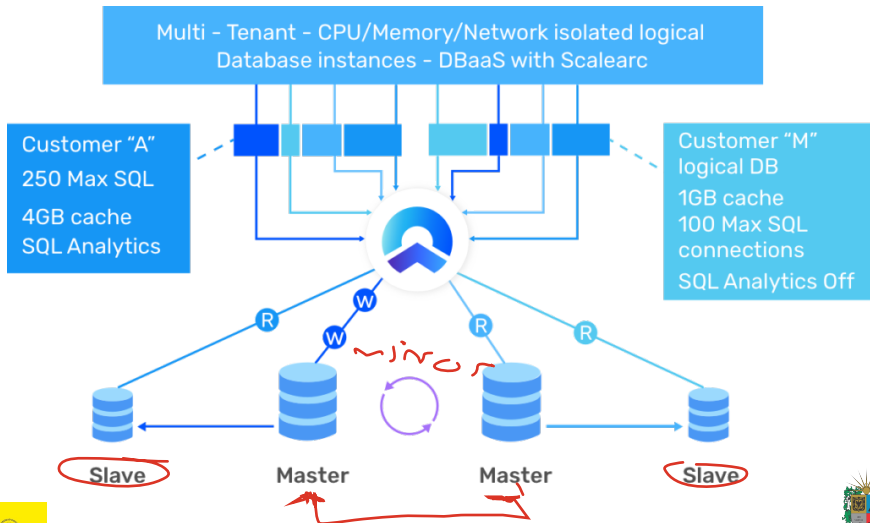 Multi - Tenant - CPU/Memory/Network isolated logical
Database instances - DBaaS with Scalearc
Customer “A”
250 Max SQL
4GB cache
SQL Analytics
Customer “M”
logical DB
1GB cache
100 Max SQL
connections
SQL Analytics Off
R
W
W
R
R
mirror
Slave
Master
Master
Slave